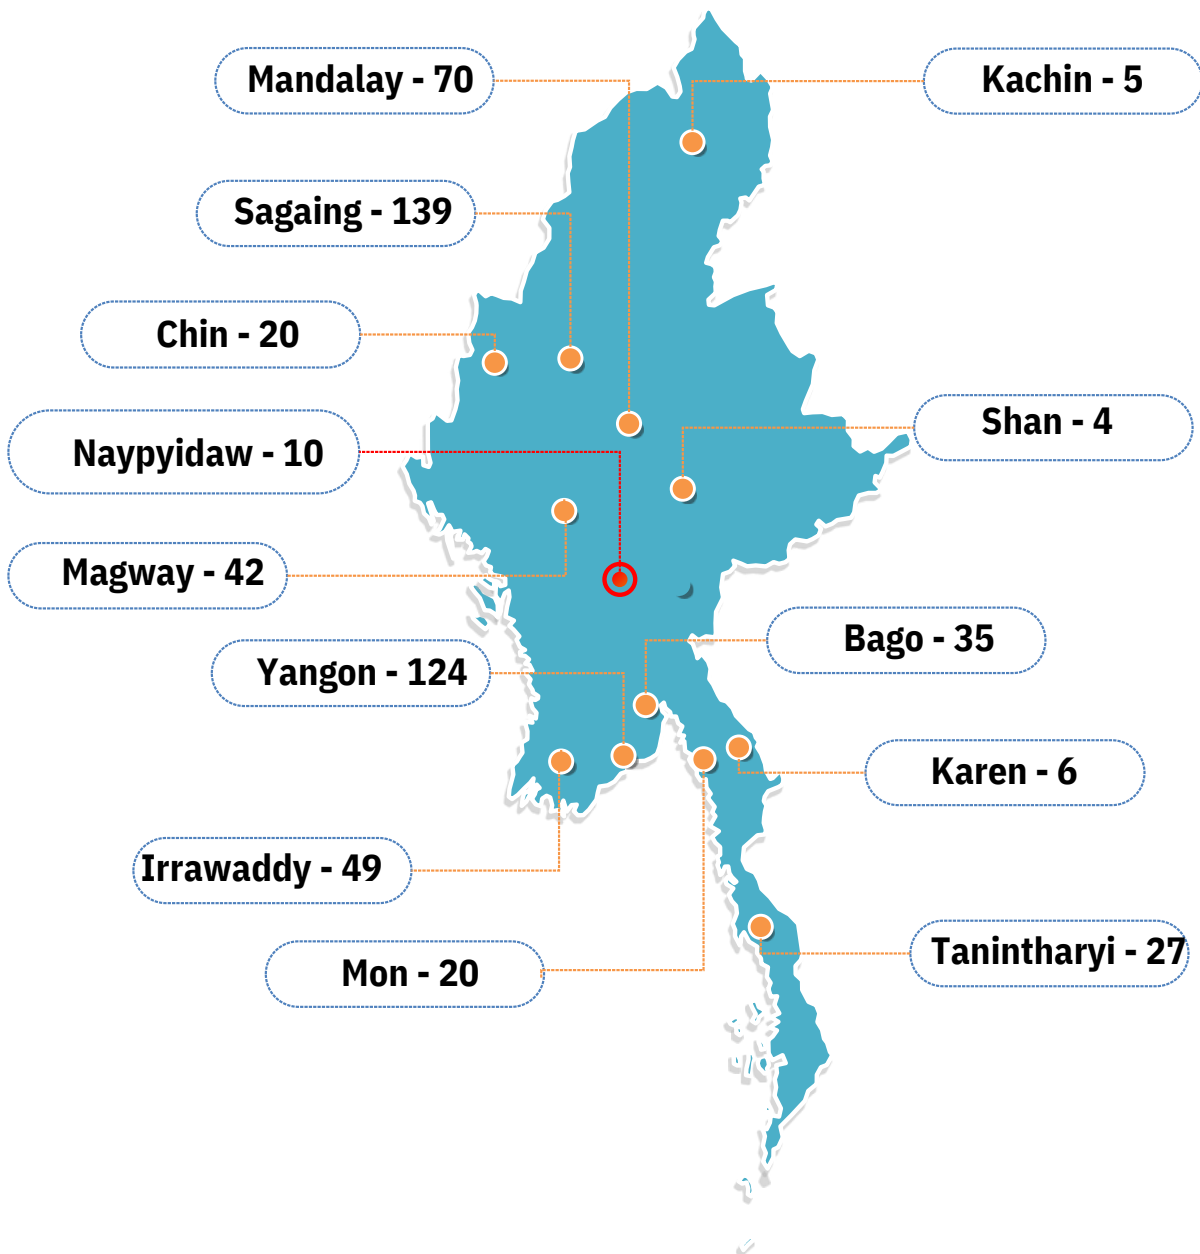 Mandalay - 70
Kachin - 5
Sagaing - 139
Chin - 20
Shan - 4
Naypyidaw - 10
Magway - 42
Bago - 35
Yangon - 124
Karen - 6
Irrawaddy - 49
Tanintharyi - 27
Mon - 20